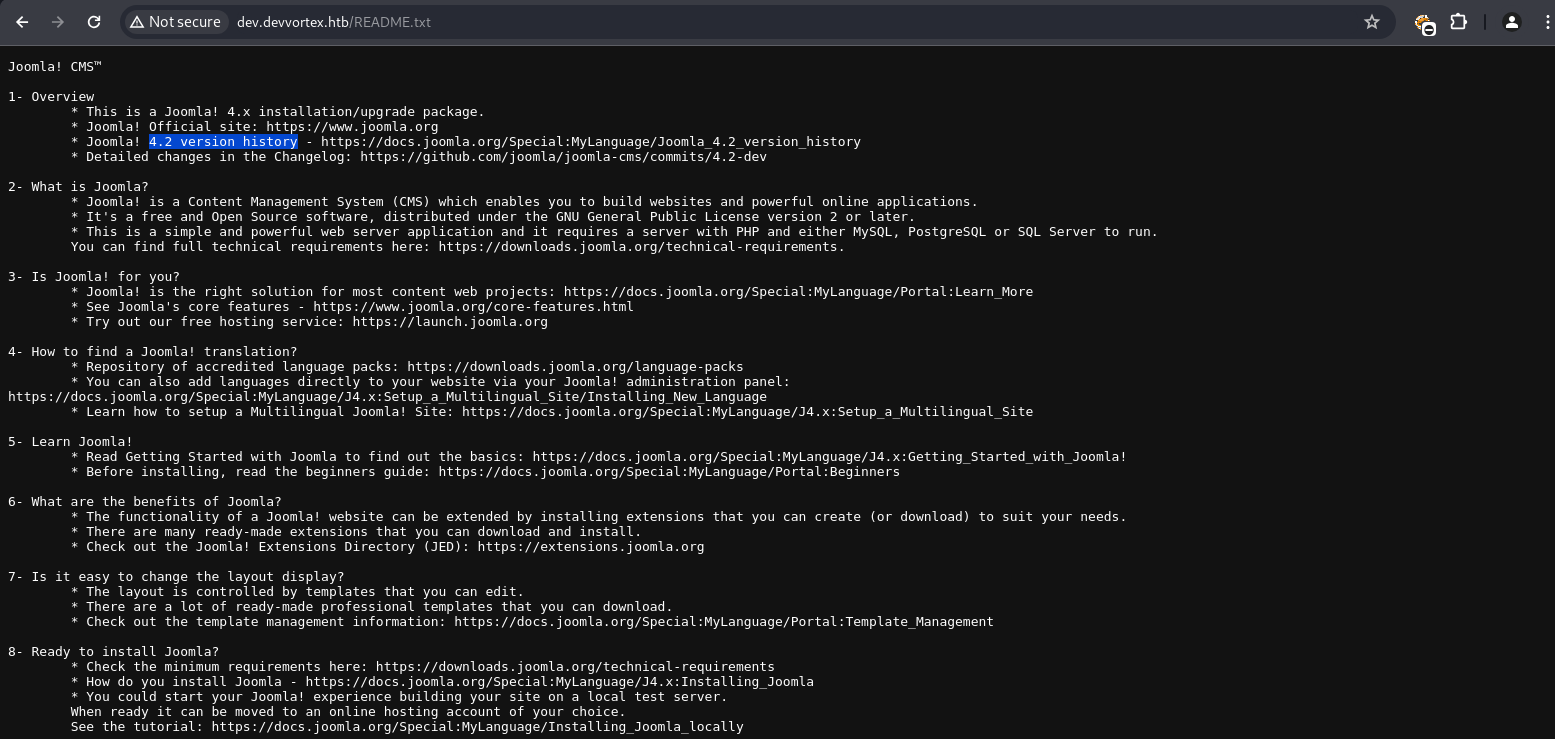 Not secure dev.devvortex.htb/README.txt
Joomla! CMS™
1- Overview
* This is a Joomla! 4.x installation/upgrade package.
* Joomla! Official site: https://www.joomla.org
* Joomla! 4.2 version history - https://docs.joomla.org/Special:MyLanguage/Joomla_4.2_version_history
* Detailed changes in the Changelog: https://github.com/joomla/joomla-cms/commits/4.2-dev
2- What is Joomla?
* Joomla! is a Content Management System (CMS) which enables you to build websites and powerful online applications.
* It's a free and Open Source software, distributed under the GNU General Public License version 2 or later.
* This is a simple and powerful web server application and it requires a server with PHP and either MySQL, PostgreSQL or SQL Server to run.
You can find full technical requirements here: https://downloads.joomla.org/technical-requirements.
3- Is Joomla! for you?
* Joomla! is the right solution for most content web projects: https://docs.joomla.org/Special:MyLanguage/Portal:Learn_More
* See Joomla's core features - https://www.joomla.org/core-features.html
* Try out our free hosting service: https://launch.joomla.org
4- How to find a Joomla! translation?
* Repository of accredited language packs: https://downloads.joomla.org/language-packs
* You can also add languages directly to your website via your Joomla! administration panel:
https://docs.joomla.org/Special:MyLanguage/J4.x:Setup_a_Multilingual_Site/Installing_New_Language
* Learn how to setup a Multilingual Joomla! Site: https://docs.joomla.org/Special:MyLanguage/J4.x:Setup_a_Multilingual_Site
5- Learn Joomla!
* Read Getting Started with Joomla to find out the basics: https://docs.joomla.org/Special:MyLanguage/J4.x:Getting_Started_with_Joomla!
* Before installing, read the beginners guide: https://docs.joomla.org/Special:MyLanguage/Portal:Beginners
6- What are the benefits of Joomla?
* The functionality of a Joomla! website can be extended by installing extensions that you can create (or download) to suit your needs.
* There are many ready-made extensions that you can download and install.
* Check out the Joomla! Extensions Directory (JED): https://extensions.joomla.org
7- Is it easy to change the layout display?
* The layout is controlled by templates that you can edit.
* There are a lot of ready-made professional templates that you can download.
* Check out the template management information: https://docs.joomla.org/Special:MyLanguage/Portal:Template_Management
8- Ready to install Joomla?
* Check the minimum requirements here: https://downloads.joomla.org/technical-requirements
* How do you install Joomla - https://docs.joomla.org/Special:MyLanguage/J4.x:Installing_Joomla
* You could start your Joomla! experience building your site on a local test server.
When ready it can be moved to an online hosting account of your choice.
See the tutorial: https://docs.joomla.org/Special:MyLanguage/Installing_Joomla_locally